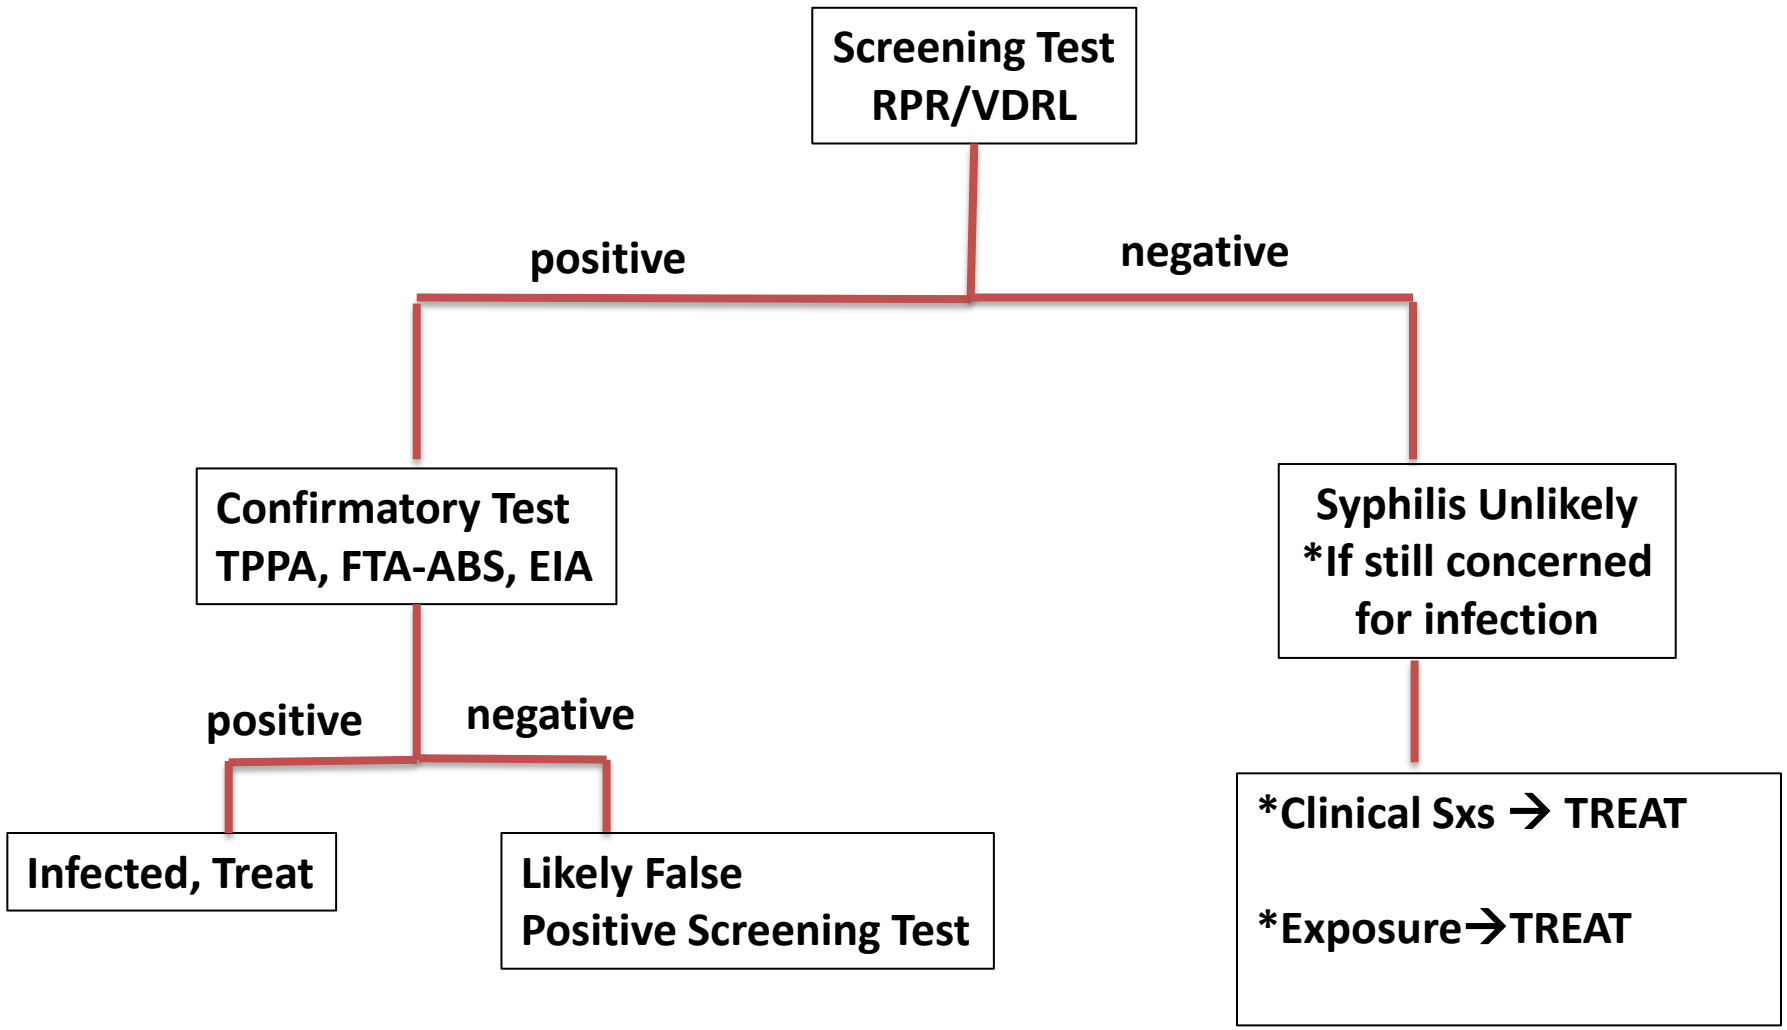 Screening Test
RPR/VDRL
positive
negative
Confirmatory Test
TPPA, FTA-ABS, EIA
Syphilis Unlikely
*If still concerned
for infection
positive
negative
Infected, Treat
Likely False
Positive Screening Test
*Clinical Sxs → TREAT
*Exposure→TREAT